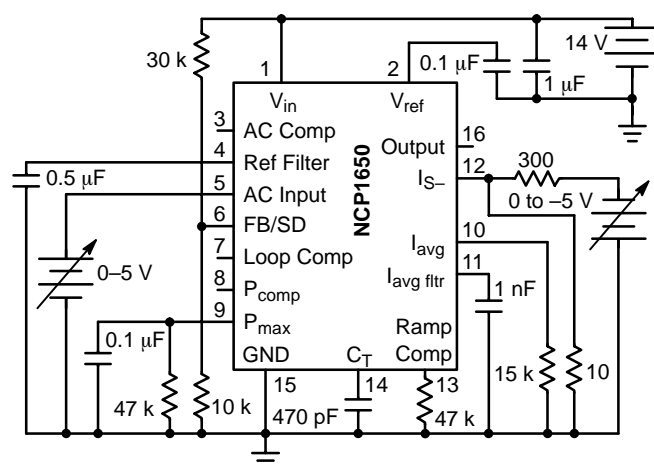 14 V
30 k
1
2
0.1 µF
1 µF
Vin
Vref
3
AC Comp
Output
16
4
Ref Filter
12
300
0.5 µF
5
AC Input
IS–
0 to –5 V
6
FB/SD
NCP1650
7
Loop Comp
Iavg
10
0–5 V
8
Pcomp
Iavg fltr
11
1 nF
9
Pmax
0.1 µF
Ramp
Comp
GND
CT
15
14
13
15 k
10
47 k
10 k
470 pF
47 k